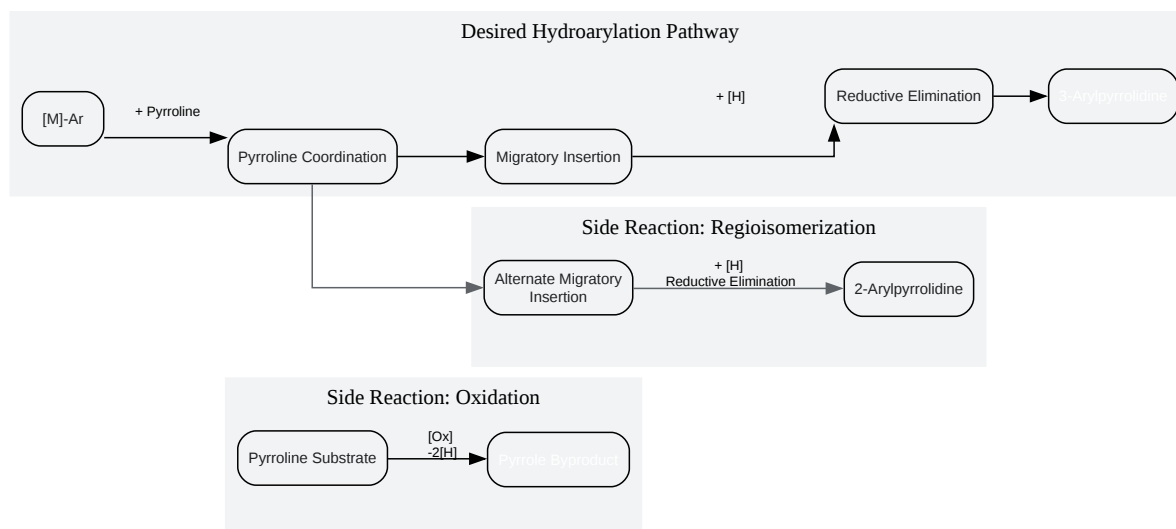 Desired Hydroarylation Pathway
[M]-Ar
+ Pyrroline
Pyrroline Coordination
Migratory Insertion
+ [H]
Reductive Elimination
3-Arylpyrrolidine
Side Reaction: Regioisomerization
Alternate Migratory
Insertion
+ [H]
Reductive Elimination
2-Arylpyrrolidine
Side Reaction: Oxidation
Pyrroline Substrate
[Ox]
-2[H]
Pyrrole Byproduct